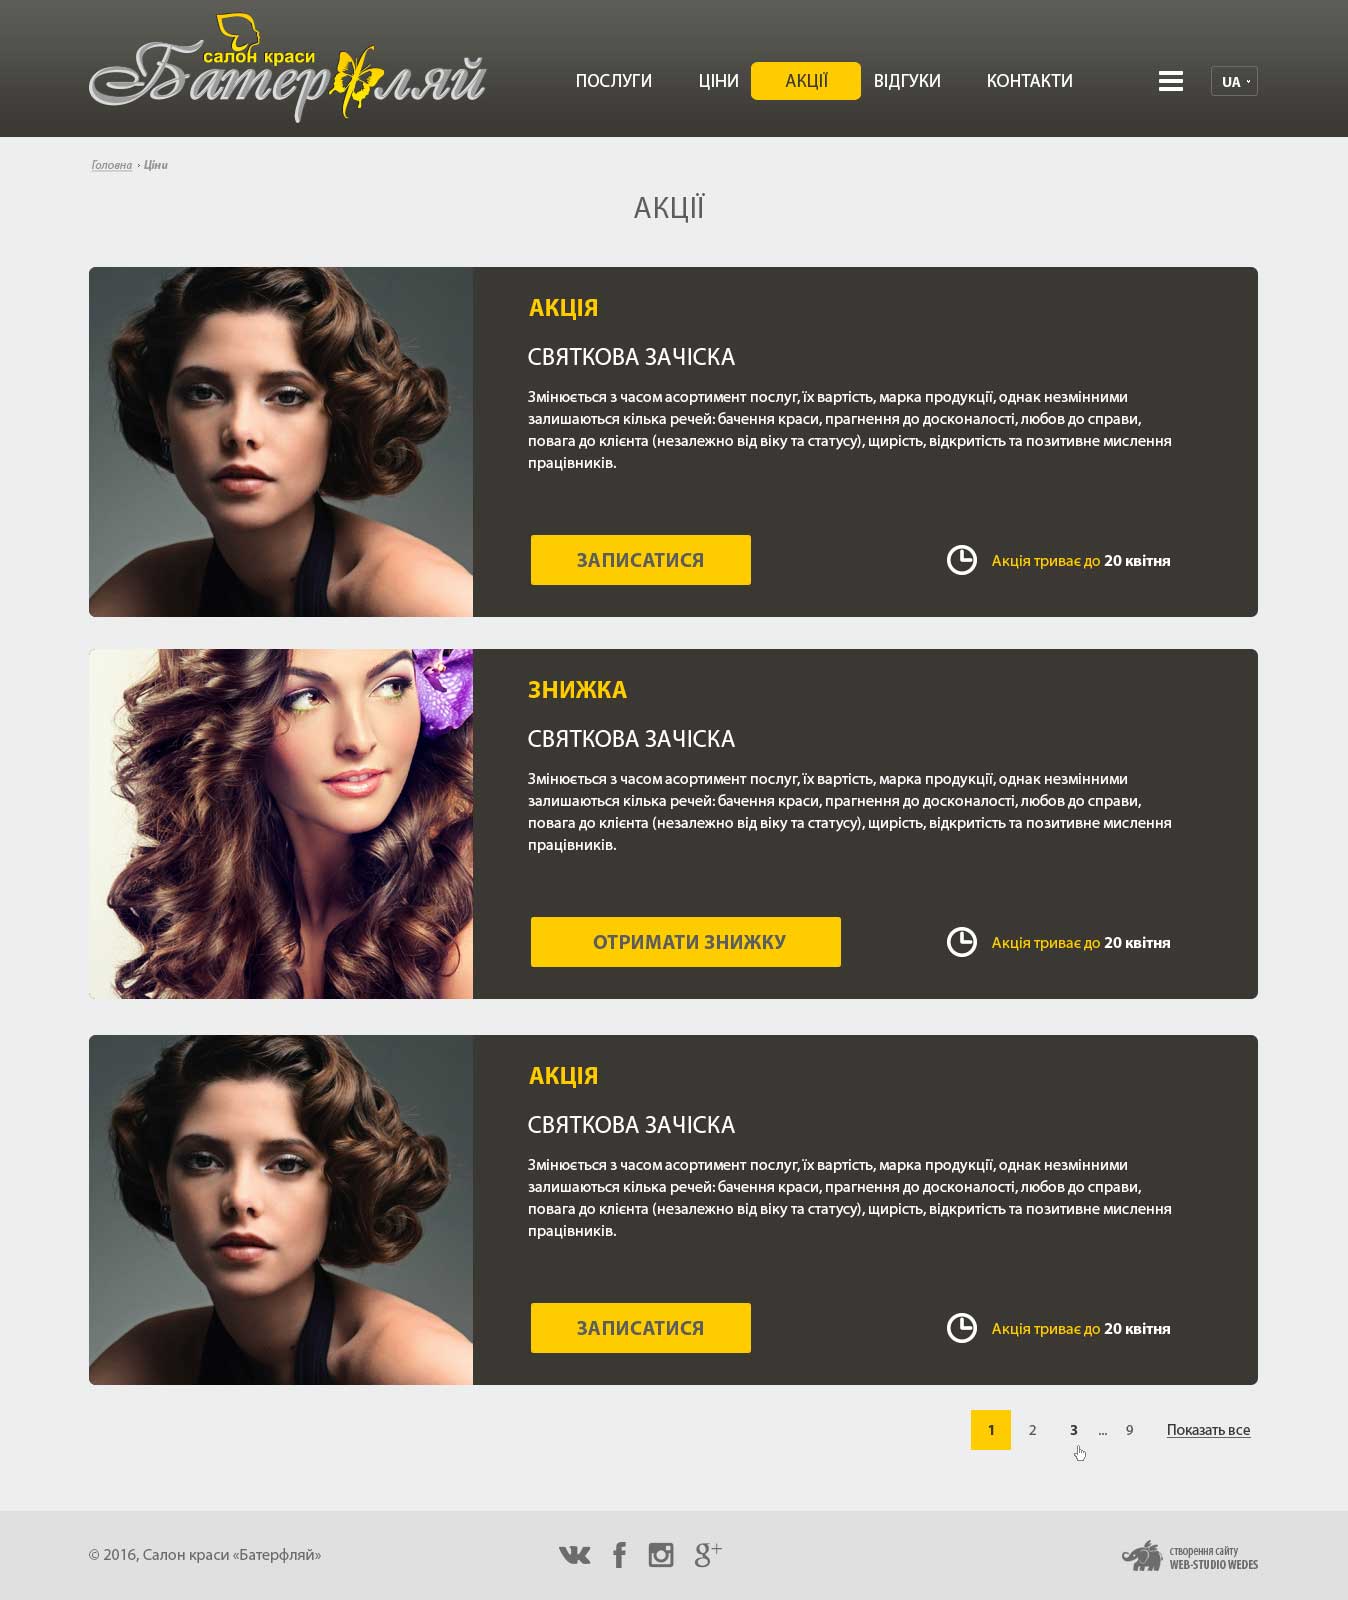 салон краси
Батерфляй
ПОСЛУГИ ЦІНИ АКЦІЇ ВІДГУКИ КОНТАКТИ UA
Головна › Ціни
АКЦІЇ
АКЦІЯ
СВЯТКОВА ЗАЧІСКА
Змінюється з часом асортимент послуг, їх вартість, марка продукції, однак незмінними
залишаються кілька речей: бачення краси, прагнення до досконалості, любов до справи,
повага до клієнта (незалежно від віку та статусу), щирість, відкритість та позитивне мислення
працівників.
ЗАПИСАТИСЯ Акція триває до 20 квітня
ЗНИЖКА
СВЯТКОВА ЗАЧІСКА
Змінюється з часом асортимент послуг, їх вартість, марка продукції, однак незмінними
залишаються кілька речей: бачення краси, прагнення до досконалості, любов до справи,
повага до клієнта (незалежно від віку та статусу), щирість, відкритість та позитивне мислення
працівників.
ОТРИМАТИ ЗНИЖКУ Акція триває до 20 квітня
АКЦІЯ
СВЯТКОВА ЗАЧІСКА
Змінюється з часом асортимент послуг, їх вартість, марка продукції, однак незмінними
залишаються кілька речей: бачення краси, прагнення до досконалості, любов до справи,
повага до клієнта (незалежно від віку та статусу), щирість, відкритість та позитивне мислення
працівників.
ЗАПИСАТИСЯ Акція триває до 20 квітня
1 2 3 ... 9 Показать все
© 2016, Салон краси «Батерфляй»
створення сайту
WEB-STUDIO WEDES